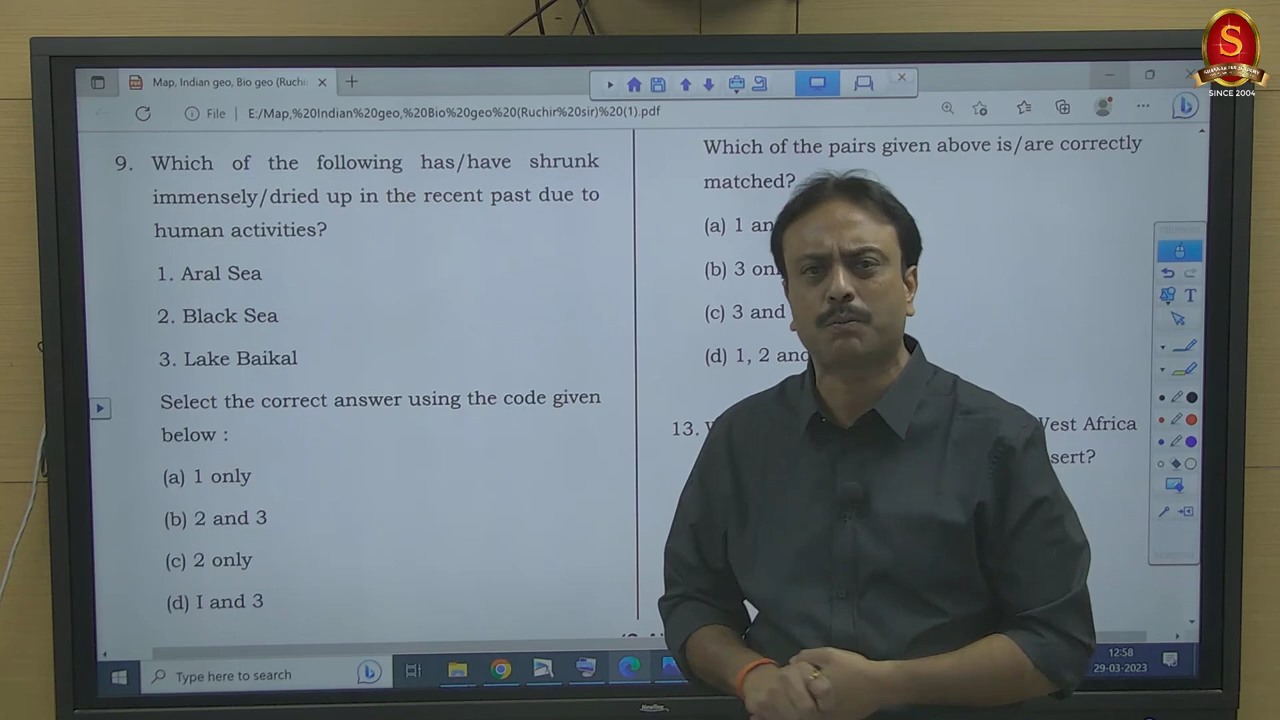 Map, Indian geo, Bio geo (Ruchi
File
E:/Map,%20Indian%20geo,%20Bio%20geo%20(Ruchir%20sir)%20(1).pdf
S
SINCE 2004
9. Which of the following has/have shrunk
immensely/dried up in the recent past due to
human activities?
1. Aral Sea
2. Black Sea
3. Lake Baikal
Select the correct answer using the code given
below :
(a) 1 only
(b) 2 and 3
(c) 2 only
(d) I and 3
Which of the pairs given above is/are correctly
matched?
(a) 1 an
(b) 3 on
(c) 3 and
(d) 1, 2 and
13.
West Africa
sert?
T
Type here to search
12:58
29-03-2023
Newline